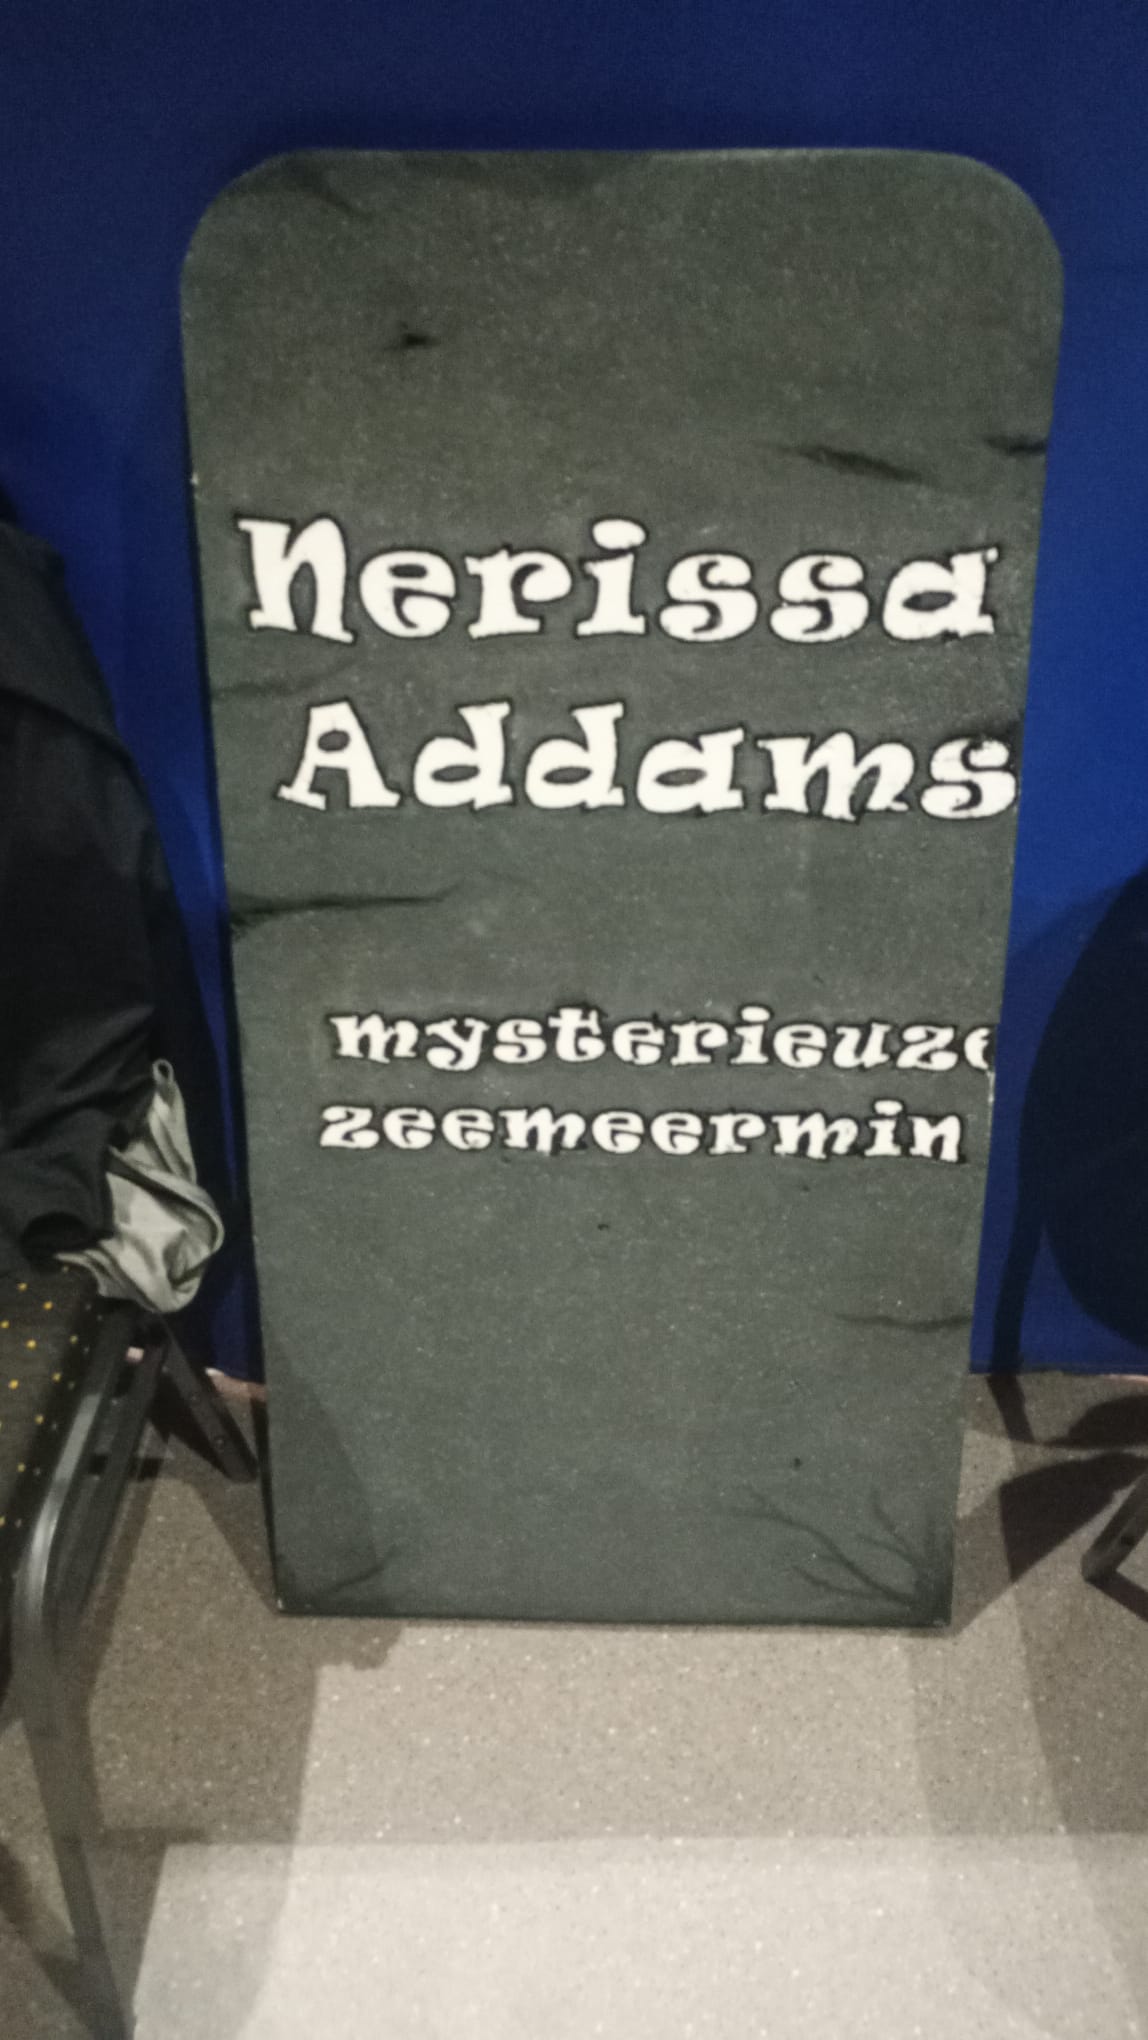 Nerissa
Addams
mysterieuze
zeemeermin